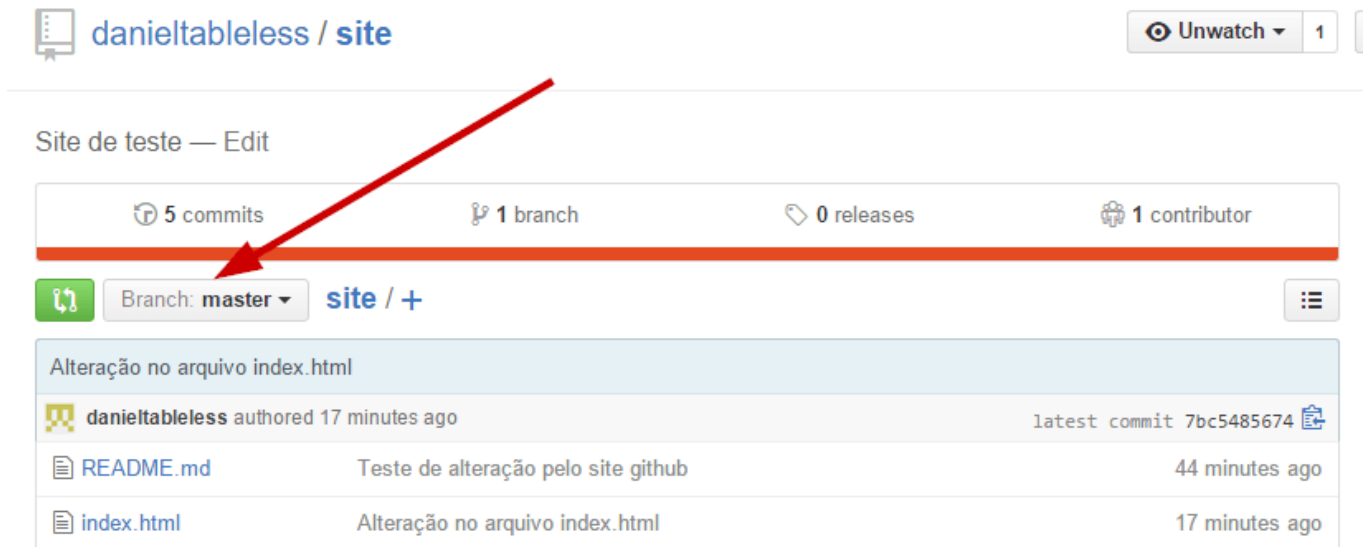 danieltableless / site
Unwatch 1
Site de teste — Edit
5 commits 1 branch 0 releases 1 contributor
Branch: master site / +
Alteração no arquivo index.html
danieltableless authored 17 minutes ago latest commit 7bc5485674
README.md Teste de alteração pelo site github 44 minutes ago
index.html Alteração no arquivo index.html 17 minutes ago